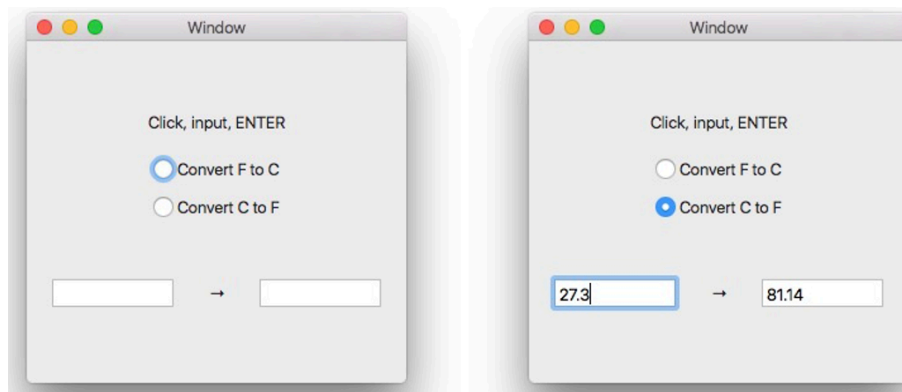 Window
Click, input, ENTER
Convert F to C
Convert C to F
→
Window
Click, input, ENTER
Convert F to C
Convert C to F
27.3 → 81.14